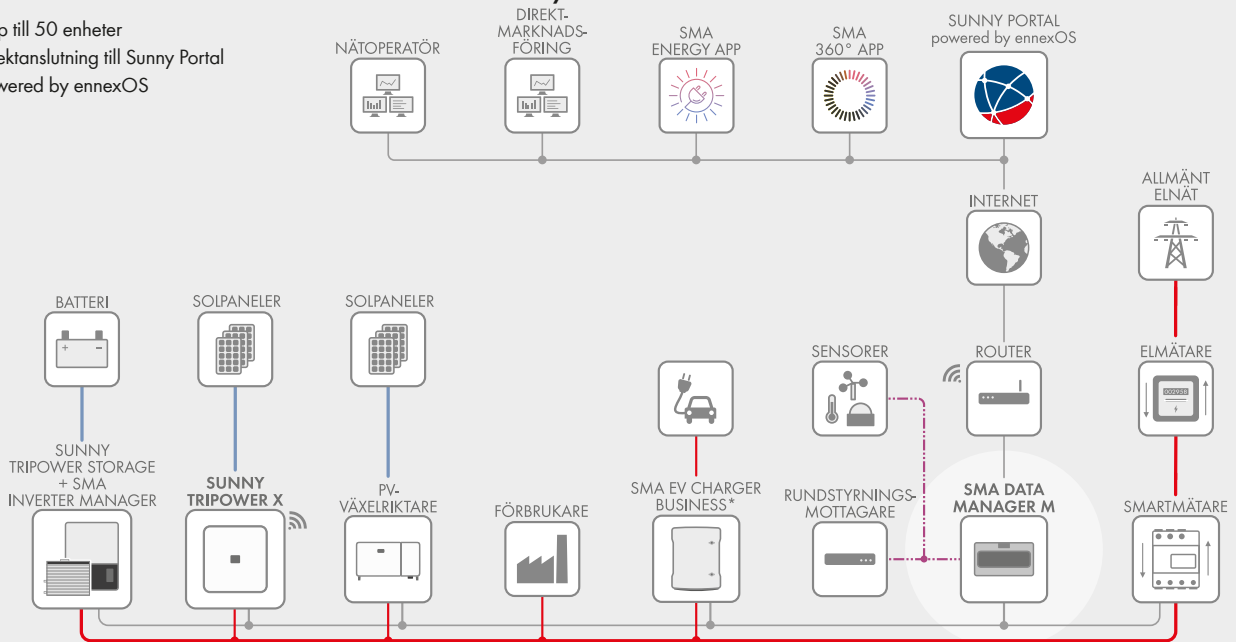 till 50 enheter
ektanslutning till Sunny Portal
wered by ennexOS
NÄTOPERATÖR
DIREKT-
MARKNADS-
FÖRING
SMA
ENERGY APP
SMA
360° APP
SUNNY PORTAL
powered by ennexOS
INTERNET
ALLMÄNT
ELNÄT
BATTERI
SOLPANELER
SOLPANELER
SENSORER
ROUTER
ELMÄTARE
002938
SUNNY
TRIPOWER STORAGE
+ SMA
INVERTER MANAGER
SUNNY
TRIPOWER X
PV-
VÄXELRIKTARE
FÖRBRUKARE
SMA EV CHARGER
BUSINESS*
RUNDSTYRNINGS-
MOTTAGARE
SMA DATA
MANAGER M
SMARTMÄTARE